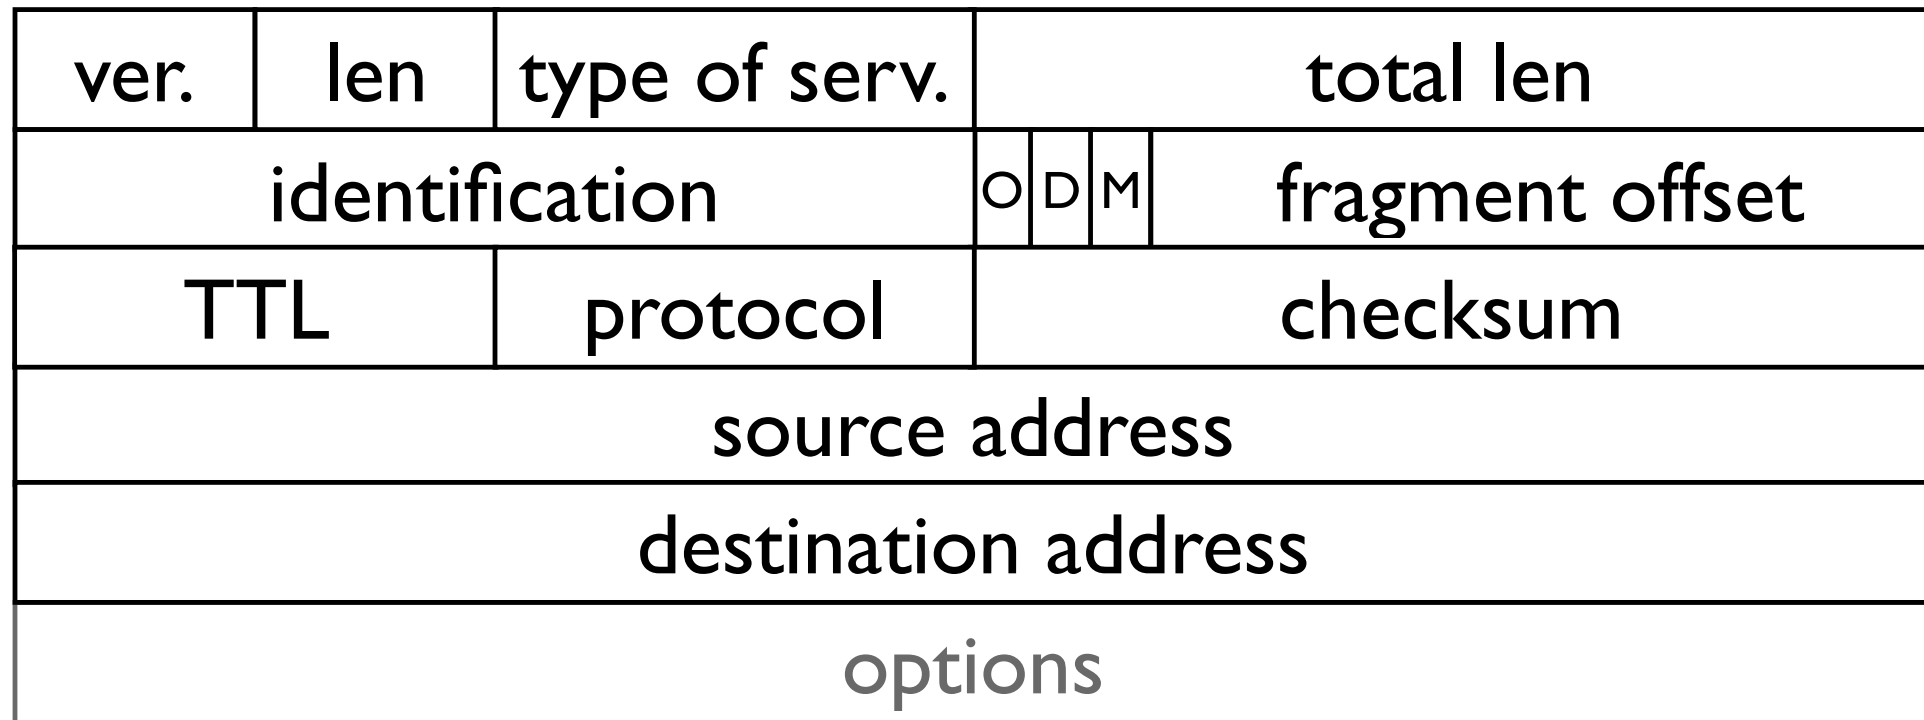 ver. len type of serv. total len
identification O D M fragment offset
TTL protocol checksum
source address
destination address
options